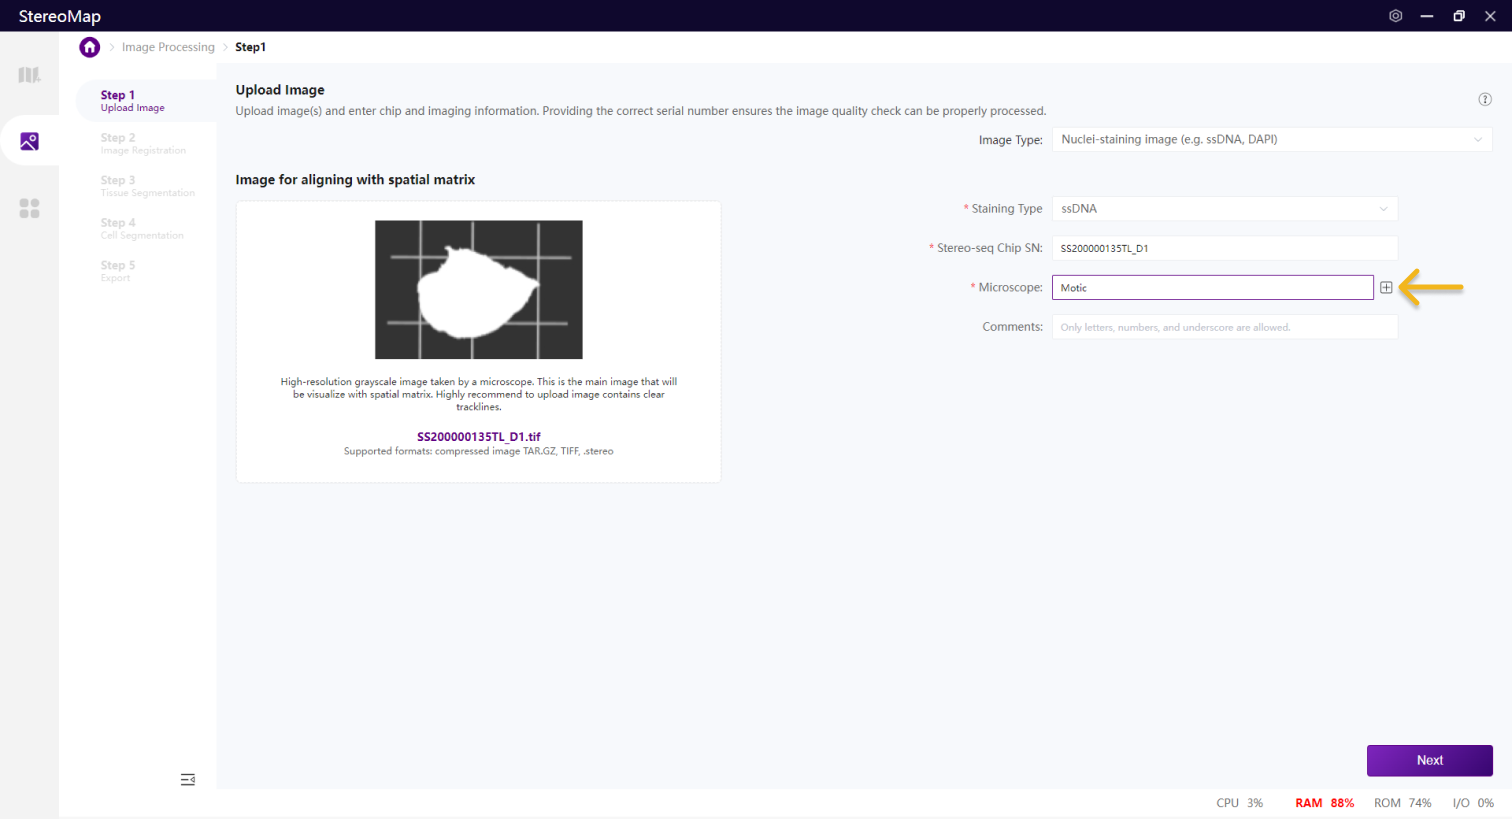 StereoMap
Image Processing > Step1
Step 1
Upload Image
Step 2
Image Registration
Step 3
Tissue Segmentation
Step 4
Cell Segmentation
Step 5
Export
Upload Image
Upload image(s) and enter chip and imaging information. Providing the correct serial number ensures the image quality check can be properly processed.
Image Type: Nuclei-staining image (e.g. ssDNA, DAPI)
Image for aligning with spatial matrix
High-resolution grayscale image taken by a microscope. This is the main image that will
be visualize with spatial matrix. Highly recommend to upload image contains clear
tracklines.
SS200000135TL_D1.tif
Supported formats: compressed image TAR.GZ, TIFF, .stereo
* Staining Type ssDNA
* Stereo-seq Chip SN: SS200000135TL_D1
* Microscope: Motic
Comments: Only letters, numbers, and underscore are allowed.
Next
CPU 3% RAM 88% ROM 74% I/O 0%